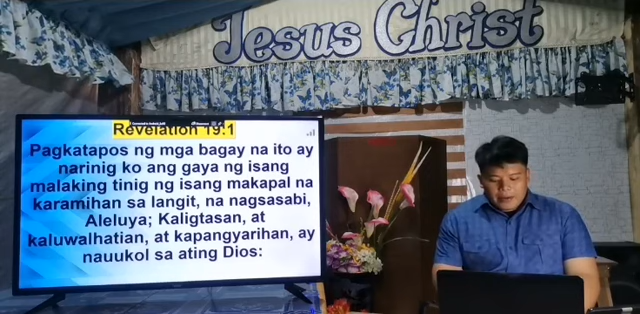 Jesus Christ
Revelation 19:1
Pagkatapos ng mga bagay na ito ay
narinig ko ang gaya ng isang
malaking tinig ng isang makapal na
karamihan sa langit, na nagsasabi,
Aleluya; Kaligtasan, at
kaluwalhatian, at kapangyarihan, ay
nauukol sa ating Dios: